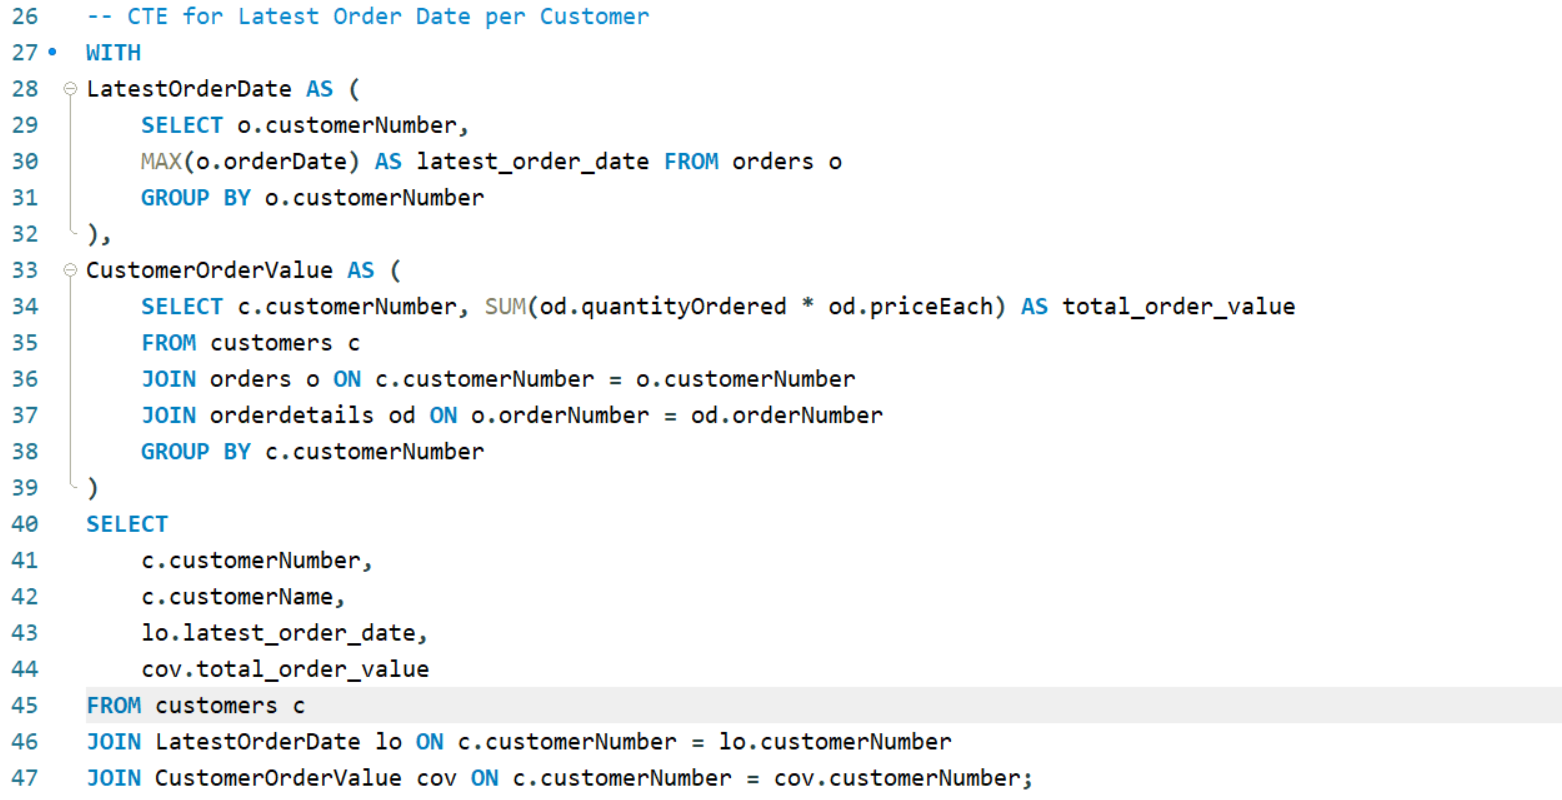 26 -- CTE for Latest Order Date per Customer
27 WITH
28 LatestOrderDate AS (
29 SELECT o.customerNumber,
30 MAX(o.orderDate) AS latest_order_date FROM orders o
31 GROUP BY o.customerNumber
32 ),
33 CustomerOrderValue AS (
34 SELECT c.customerNumber, SUM(od.quantityOrdered * od.priceEach) AS total_order_value
35 FROM customers c
36 JOIN orders o ON c.customerNumber = o.customerNumber
37 JOIN orderdetails od ON o.orderNumber = od.orderNumber
38 GROUP BY c.customerNumber
39 )
40 SELECT
41 c.customerNumber,
42 c.customerName,
43 lo.latest_order_date,
44 cov.total_order_value
45 FROM customers c
46 JOIN LatestOrderDate lo ON c.customerNumber = lo.customerNumber
47 JOIN CustomerOrderValue cov ON c.customerNumber = cov.customerNumber;